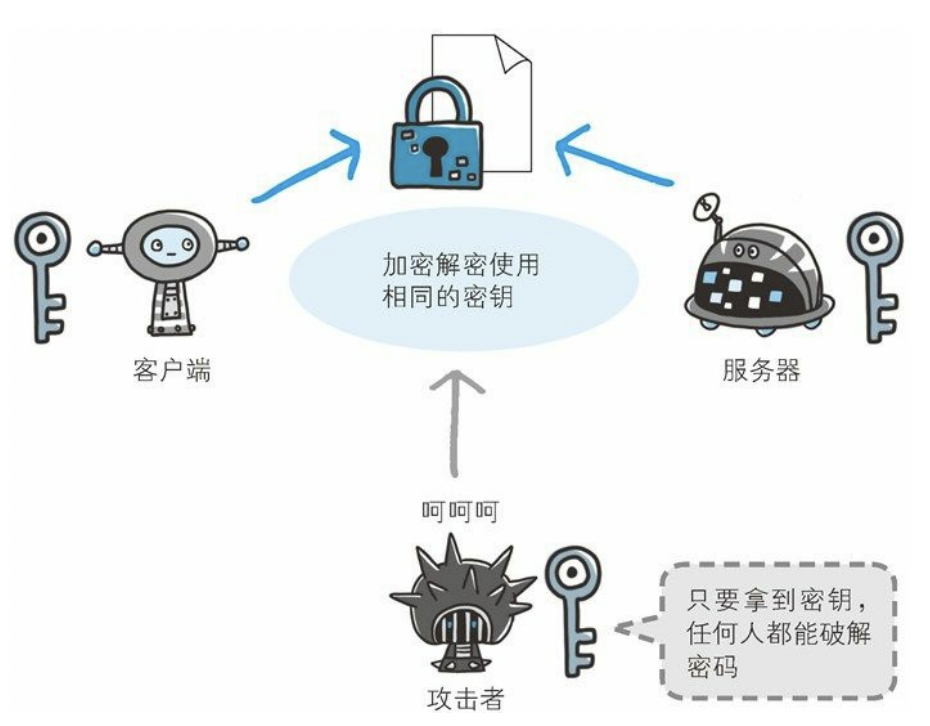 加密解密使用
相同的密钥
客户端
服务器
呵呵呵
只要拿到密钥，
任何人都能破解
密码
攻击者